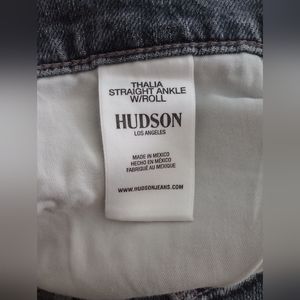 THALIA
STRAIGHT ANKLE
W/ROLL
HUDSON
LOS ANGELES
MADE IN MEXICO
HECHO EN MÉXICO
FABRIQUÉ AU MEXIQUE
WWW.HUDSONJEANS.COM